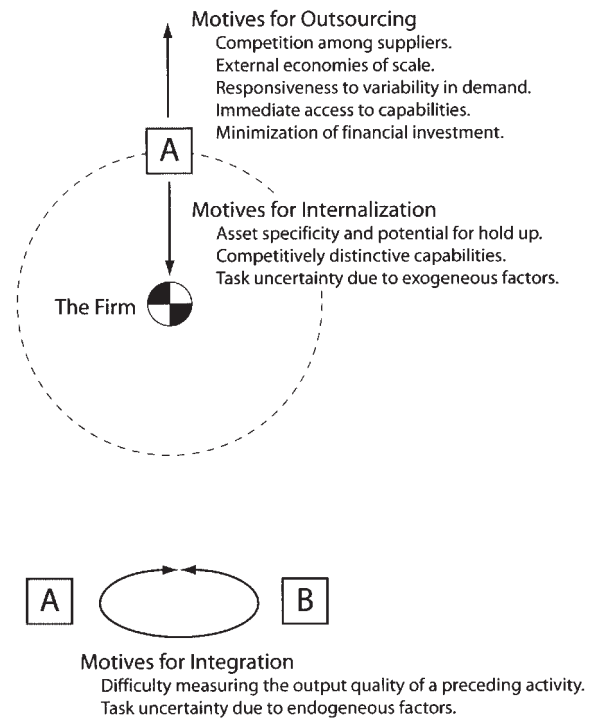 Motives for Outsourcing
Competition among suppliers.
External economies of scale.
Responsiveness to variability in demand.
Immediate access to capabilities.
Minimization of financial investment.
A
Motives for Internalization
Asset specificity and potential for hold up.
Competitively distinctive capabilities.
Task uncertainty due to exogeneous factors.
The Firm
A
B
Motives for Integration
Difficulty measuring the output quality of a preceding activity.
Task uncertainty due to endogeneous factors.